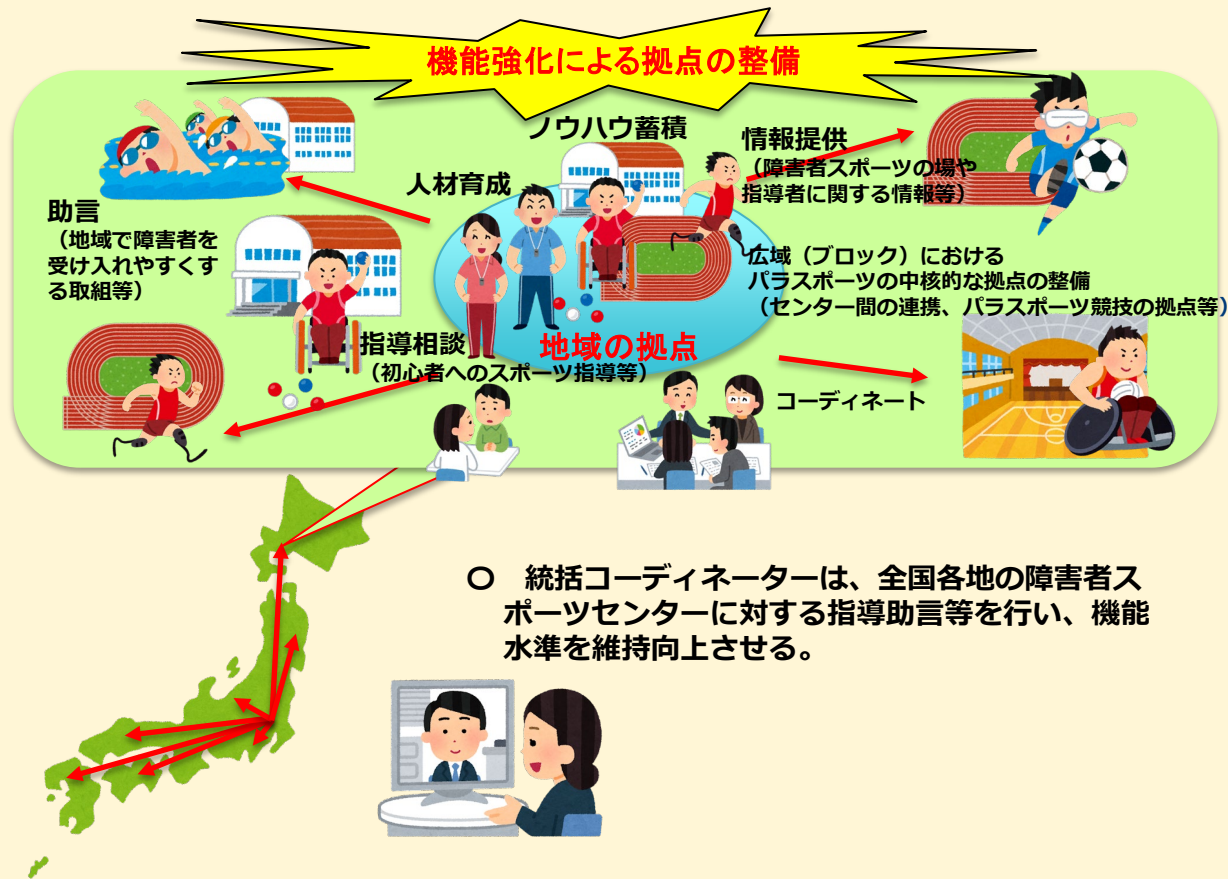 機能強化による拠点の整備
ノウハウ蓄積
人材育成
情報提供
（障害者スポーツの場や
指導者に関する情報等）
助言
（地域で障害者を
受け入れやすくす
る取組等）
広域（ブロック）における
パラスポーツの中核的な拠点の整備
（センター間の連携、パラスポーツ競技の拠点等）
地域の拠点
指導相談
（初心者へのスポーツ指導等）
コーディネート
○　統括コーディネーターは、全国各地の障害者ス
ポーツセンターに対する指導助言等を行い、機能
水準を維持向上させる。